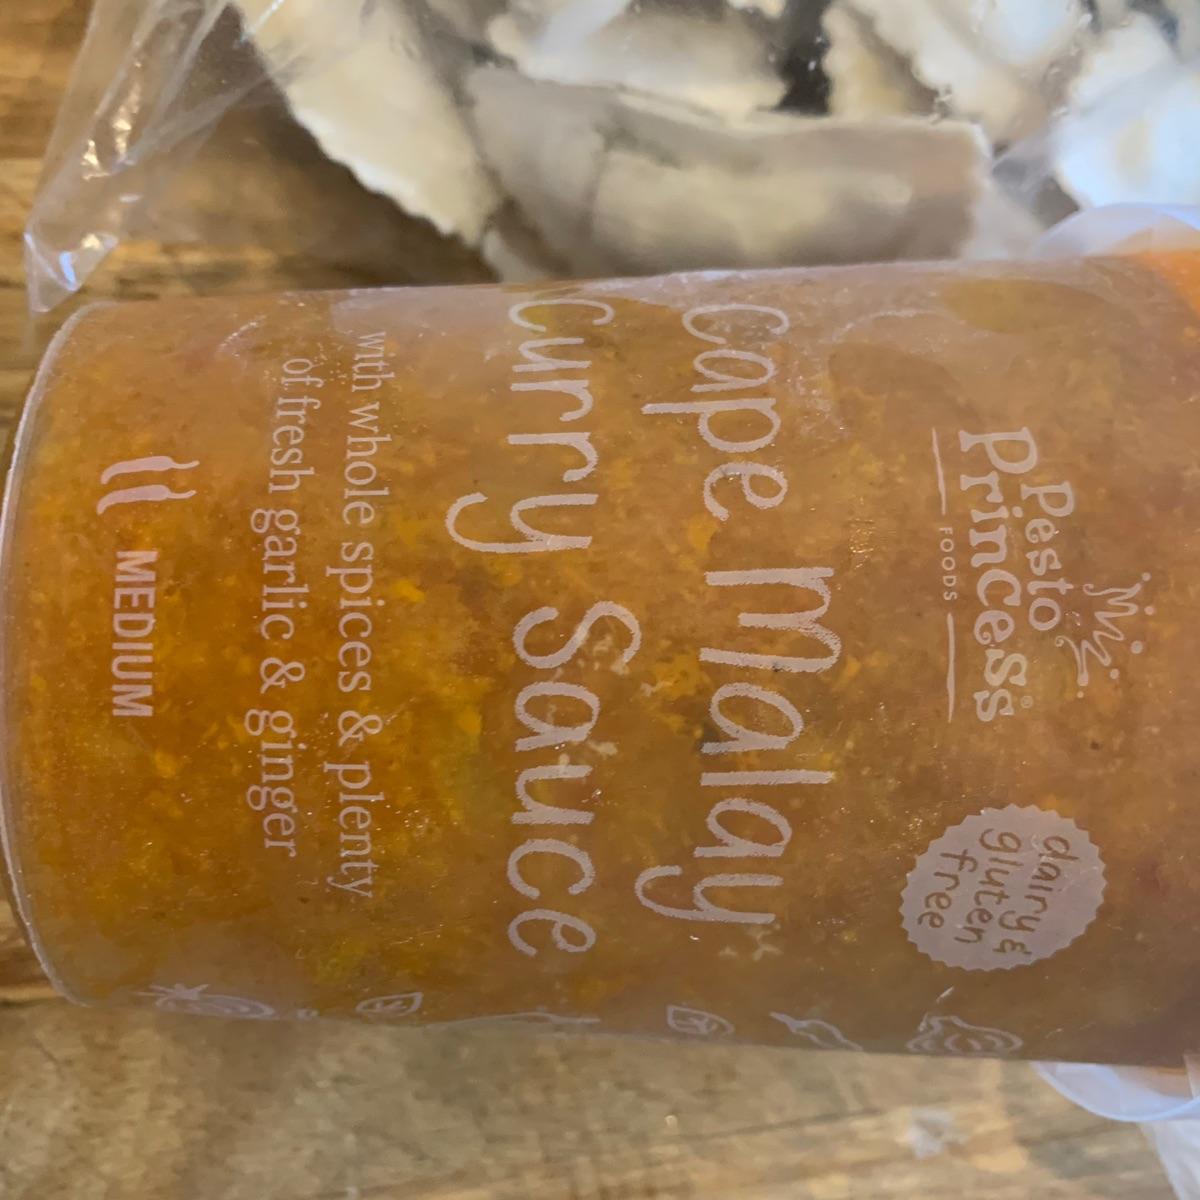 Pesto
Princess®
FOODS
dairy &
gluten
free
Cape Malay
Curry Sauce
with whole spices & plenty
of fresh garlic & ginger
MEDIUM